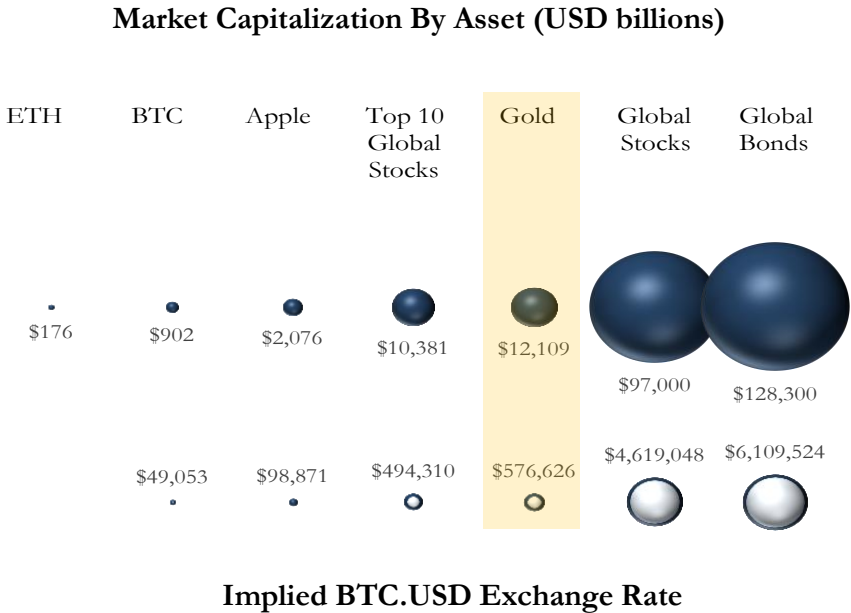 Market Capitalization By Asset (USD billions)
ETH BTC Apple Top 10 Gold Global Global
Global Stocks Bonds
Stocks
$176 $902 $2,076 $10,381 $12,109 $97,000 $128,300
$49,053 $98,871 $494,310 $576,626 $4,619,048 $6,109,524
Implied BTC.USD Exchange Rate